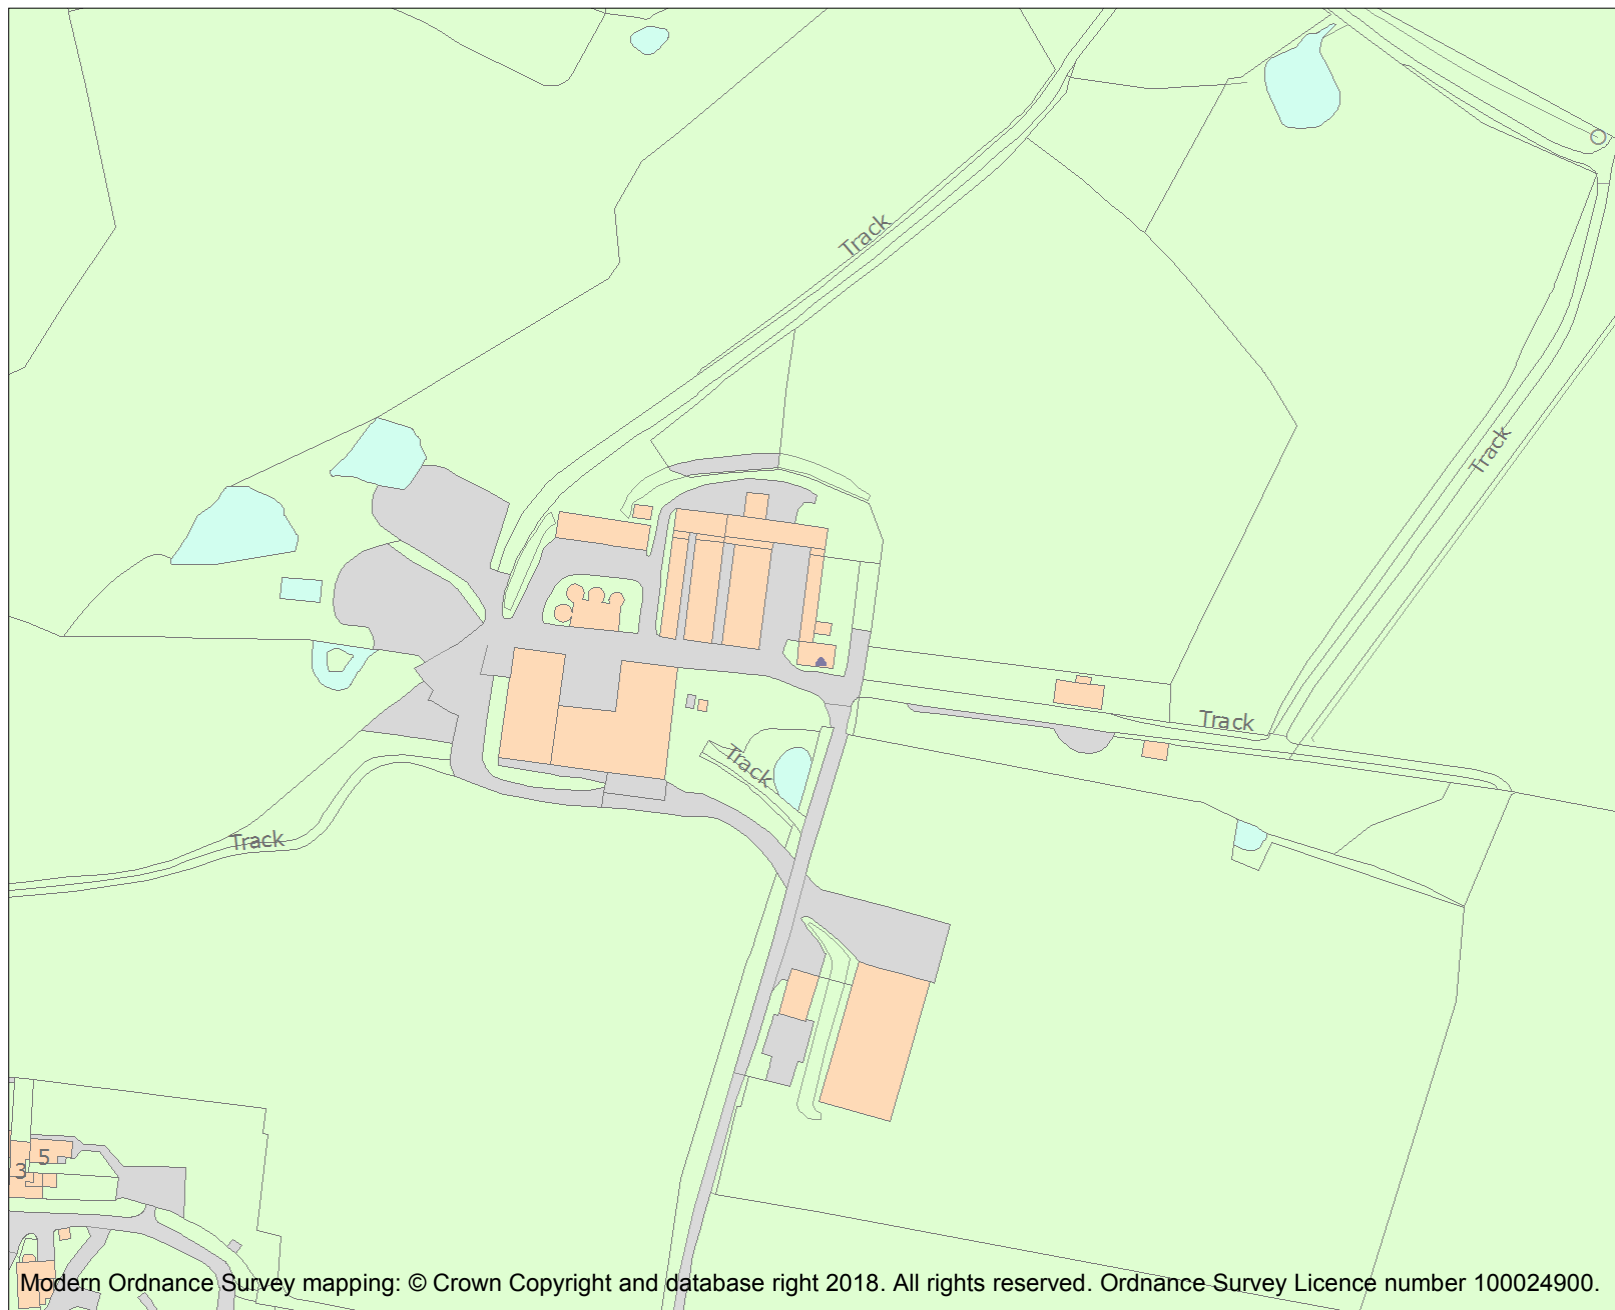 Track
Track
Track
Track
Track
5
3
Modern Ordnance Survey mapping: © Crown Copyright and database right 2018. All rights reserved. Ordnance Survey Licence number 100024900.